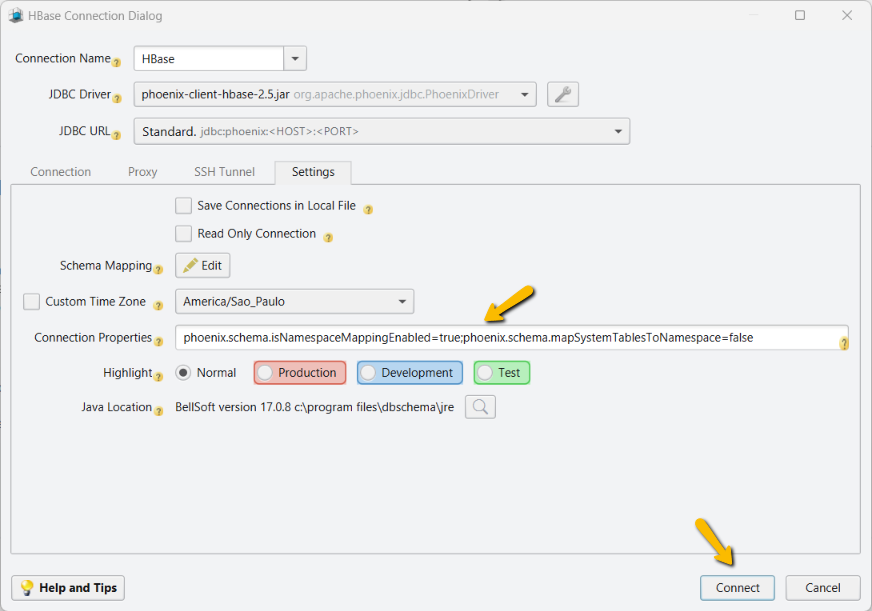 HBase Connection Dialog
Connection Name
HBase
JDBC Driver
phoenix-client-hbase-2.5.jar org.apache.phoenix.jdbc.PhoenixDriver
JDBC URL
Standard. jdbc:phoenix:<HOST>:<PORT>
Connection Proxy SSH Tunnel Settings
Save Connections in Local File
Read Only Connection
Schema Mapping Edit
Custom Time Zone America/Sao_Paulo
Connection Properties phoenix.schema.isNamespaceMappingEnabled=true;phoenix.schema.mapSystemTablesToNamespace=false
Highlight Normal Production Development Test
Java Location BellSoft version 17.0.8 c:\program files\dbschema\jre
Help and Tips Connect Cancel